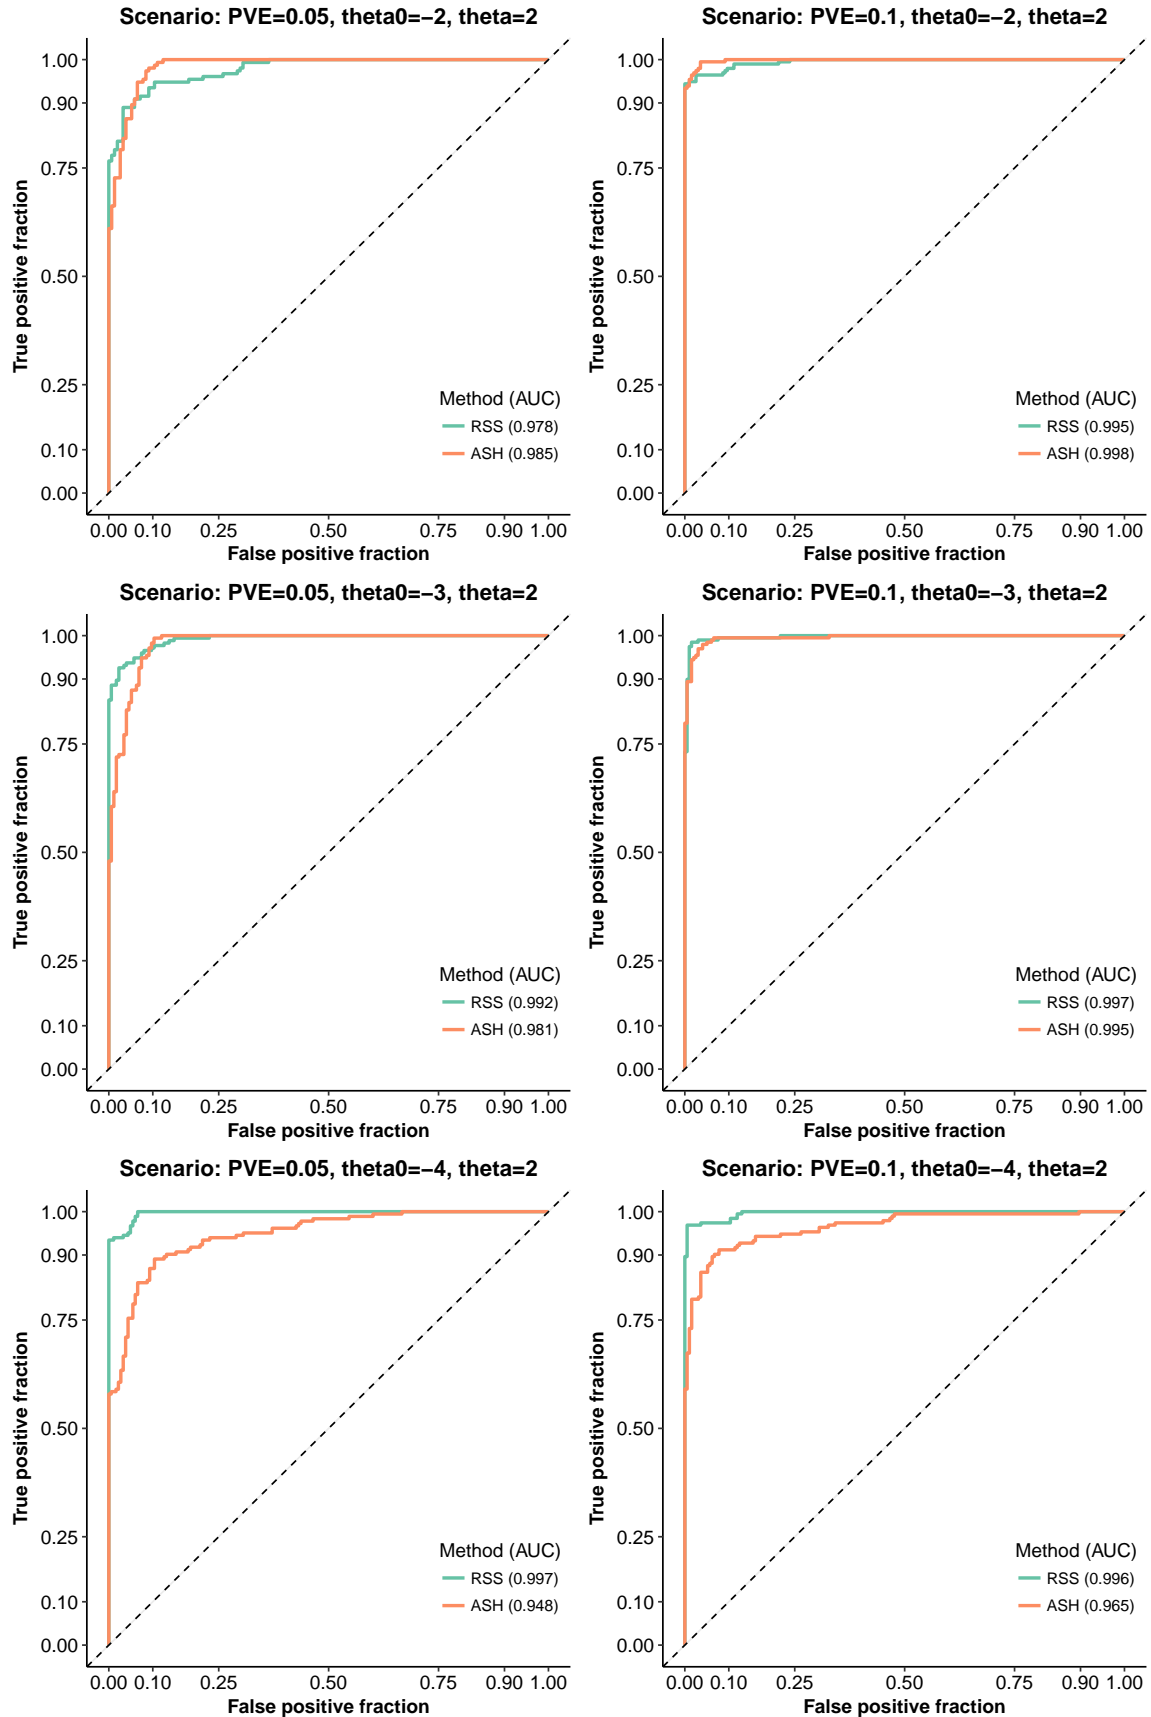 Scenario: PVE=0.05, theta0=−2, theta=2
1.00
0.90
0.75
0.50
0.25
0.10
0.00
True positive fraction
Method (AUC)
RSS (0.978)
ASH (0.985)
0.00 0.10 0.25 0.50 0.75 0.90 1.00
False positive fraction
Scenario: PVE=0.1, theta0=−2, theta=2
1.00
0.90
0.75
0.50
0.25
0.10
0.00
True positive fraction
Method (AUC)
RSS (0.995)
ASH (0.998)
0.00 0.10 0.25 0.50 0.75 0.90 1.00
False positive fraction
Scenario: PVE=0.05, theta0=−3, theta=2
1.00
0.90
0.75
0.50
0.25
0.10
0.00
True positive fraction
Method (AUC)
RSS (0.992)
ASH (0.981)
0.00 0.10 0.25 0.50 0.75 0.90 1.00
False positive fraction
Scenario: PVE=0.1, theta0=−3, theta=2
1.00
0.90
0.75
0.50
0.25
0.10
0.00
True positive fraction
Method (AUC)
RSS (0.997)
ASH (0.995)
0.00 0.10 0.25 0.50 0.75 0.90 1.00
False positive fraction
Scenario: PVE=0.05, theta0=−4, theta=2
1.00
0.90
0.75
0.50
0.25
0.10
0.00
True positive fraction
Method (AUC)
RSS (0.997)
ASH (0.948)
0.00 0.10 0.25 0.50 0.75 0.90 1.00
False positive fraction
Scenario: PVE=0.1, theta0=−4, theta=2
1.00
0.90
0.75
0.50
0.25
0.10
0.00
True positive fraction
Method (AUC)
RSS (0.996)
ASH (0.965)
0.00 0.10 0.25 0.50 0.75 0.90 1.00
False positive fraction